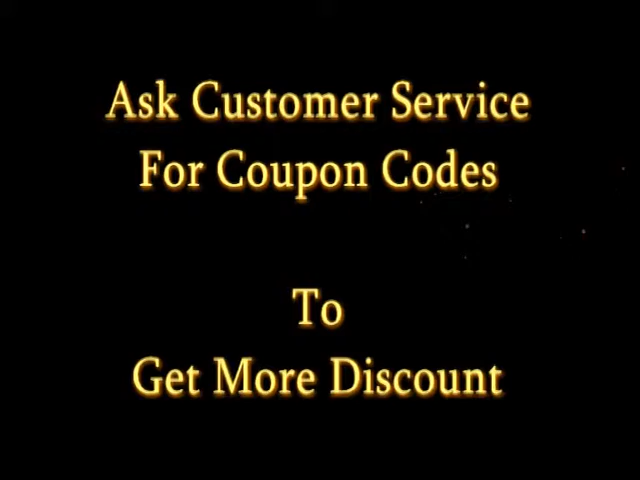 Ask Customer Service
For Coupon Codes
To
Get More Discount